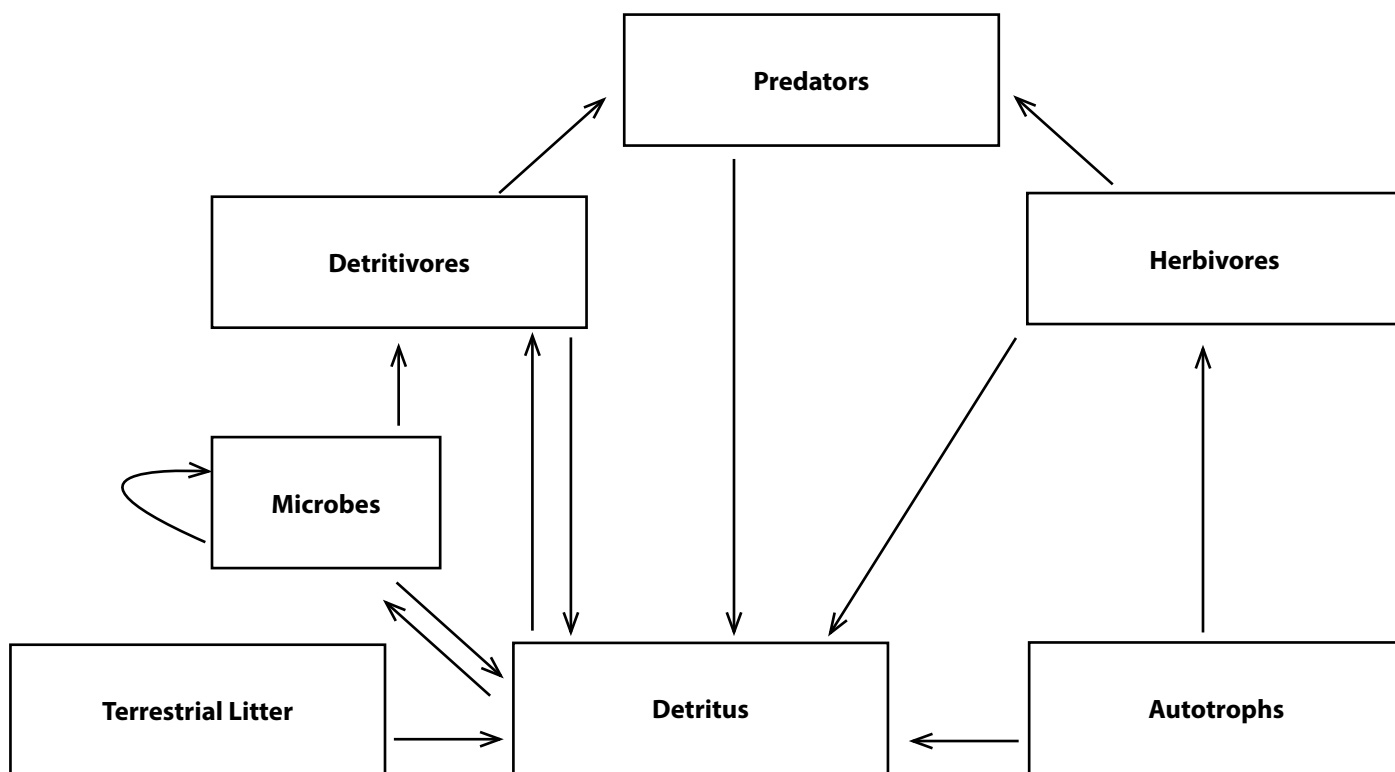 Predators
Detritivores
Herbivores
Microbes
Terrestrial Litter
Detritus
Autotrophs